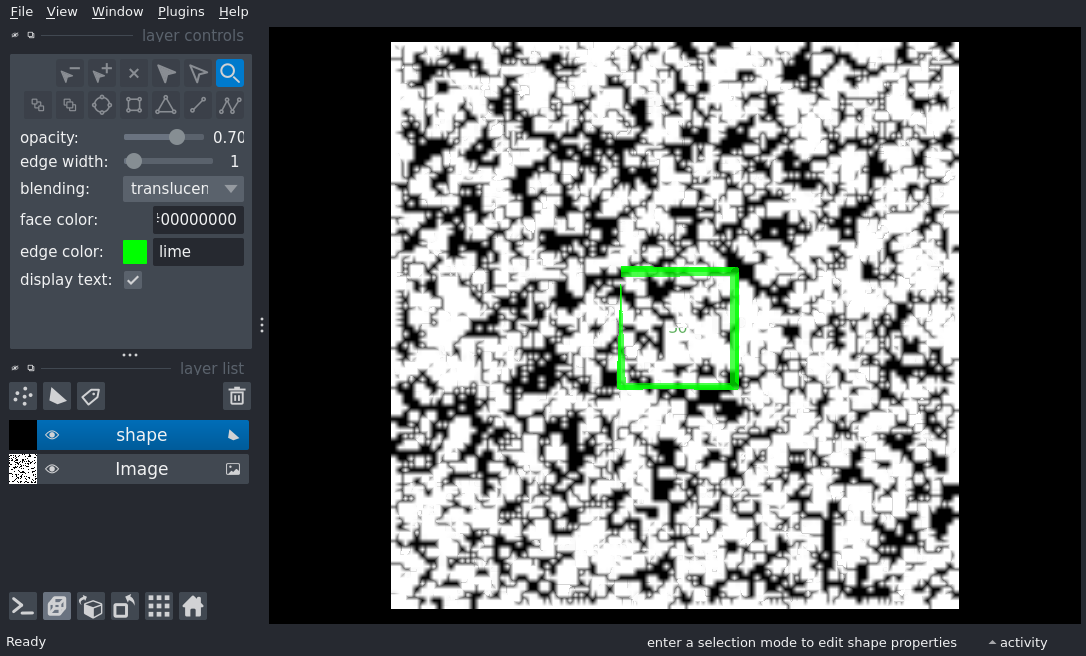 File View Window Plugins Help
layer controls
opacity: 0.70
edge width: 1
blending: translucen
face color: 00000000
edge color: lime
display text:
layer list
shape
Image
Ready enter a selection mode to edit shape properties activity